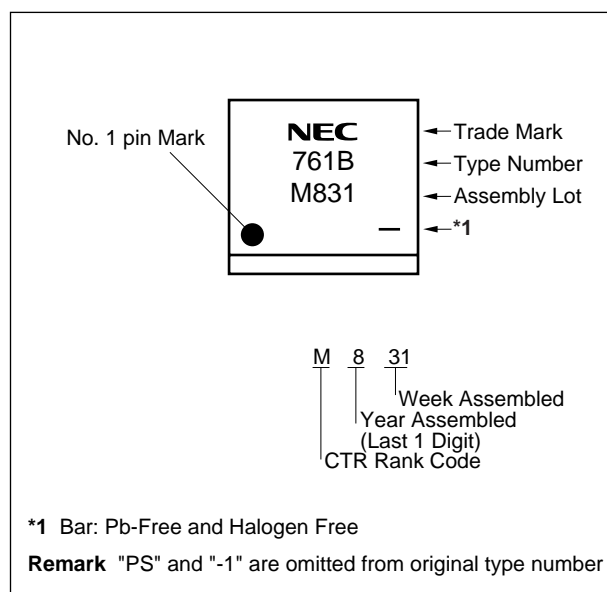 No. 1 pin Mark
NEC
761B
M831
Trade Mark
Type Number
Assembly Lot
*1
M 8 31
Week Assembled
Year Assembled
(Last 1 Digit)
CTR Rank Code
*1 Bar: Pb-Free and Halogen Free
Remark "PS" and "-1" are omitted from original type number